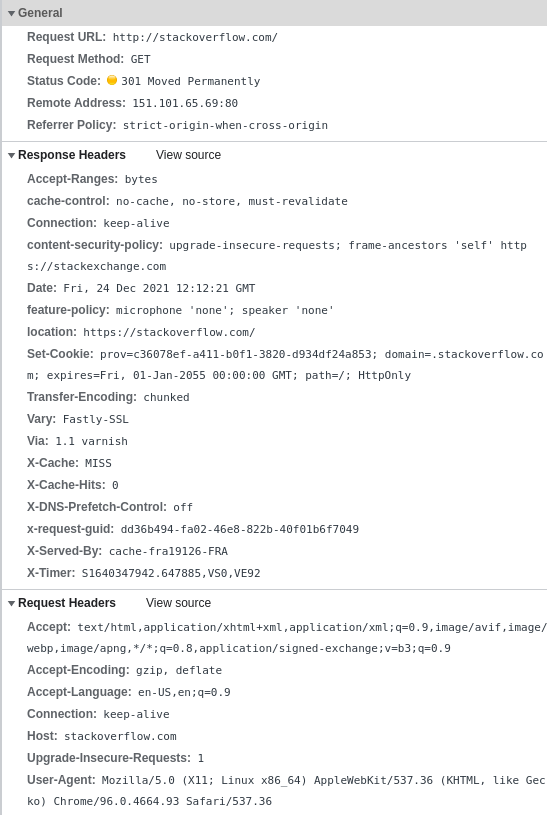 General
Request URL: http://stackoverflow.com/
Request Method: GET
Status Code: 301 Moved Permanently
Remote Address: 151.101.65.69:80
Referrer Policy: strict-origin-when-cross-origin
Response Headers View source
Accept-Ranges: bytes
cache-control: no-cache, no-store, must-revalidate
Connection: keep-alive
content-security-policy: upgrade-insecure-requests; frame-ancestors 'self' http
s://stackexchange.com
Date: Fri, 24 Dec 2021 12:12:21 GMT
feature-policy: microphone 'none'; speaker 'none'
location: https://stackoverflow.com/
Set-Cookie: prov=c36078ef-a411-b0f1-3820-d934df24a853; domain=.stackoverflow.co
m; expires=Fri, 01-Jan-2055 00:00:00 GMT; path=/; HttpOnly
Transfer-Encoding: chunked
Vary: Fastly-SSL
Via: 1.1 varnish
X-Cache: MISS
X-Cache-Hits: 0
X-DNS-Prefetch-Control: off
x-request-guid: dd36b494-fa02-46e8-822b-40f01b6f7049
X-Served-By: cache-fra19126-FRA
X-Timer: S1640347942.647885,VS0,VE92
Request Headers View source
Accept: text/html,application/xhtml+xml,application/xml;q=0.9,image/avif,image/
webp,image/apng,*/*;q=0.8,application/signed-exchange;v=b3;q=0.9
Accept-Encoding: gzip, deflate
Accept-Language: en-US,en;q=0.9
Connection: keep-alive
Host: stackoverflow.com
Upgrade-Insecure-Requests: 1
User-Agent: Mozilla/5.0 (X11; Linux x86_64) AppleWebKit/537.36 (KHTML, like Gec
ko) Chrome/96.0.4664.93 Safari/537.36